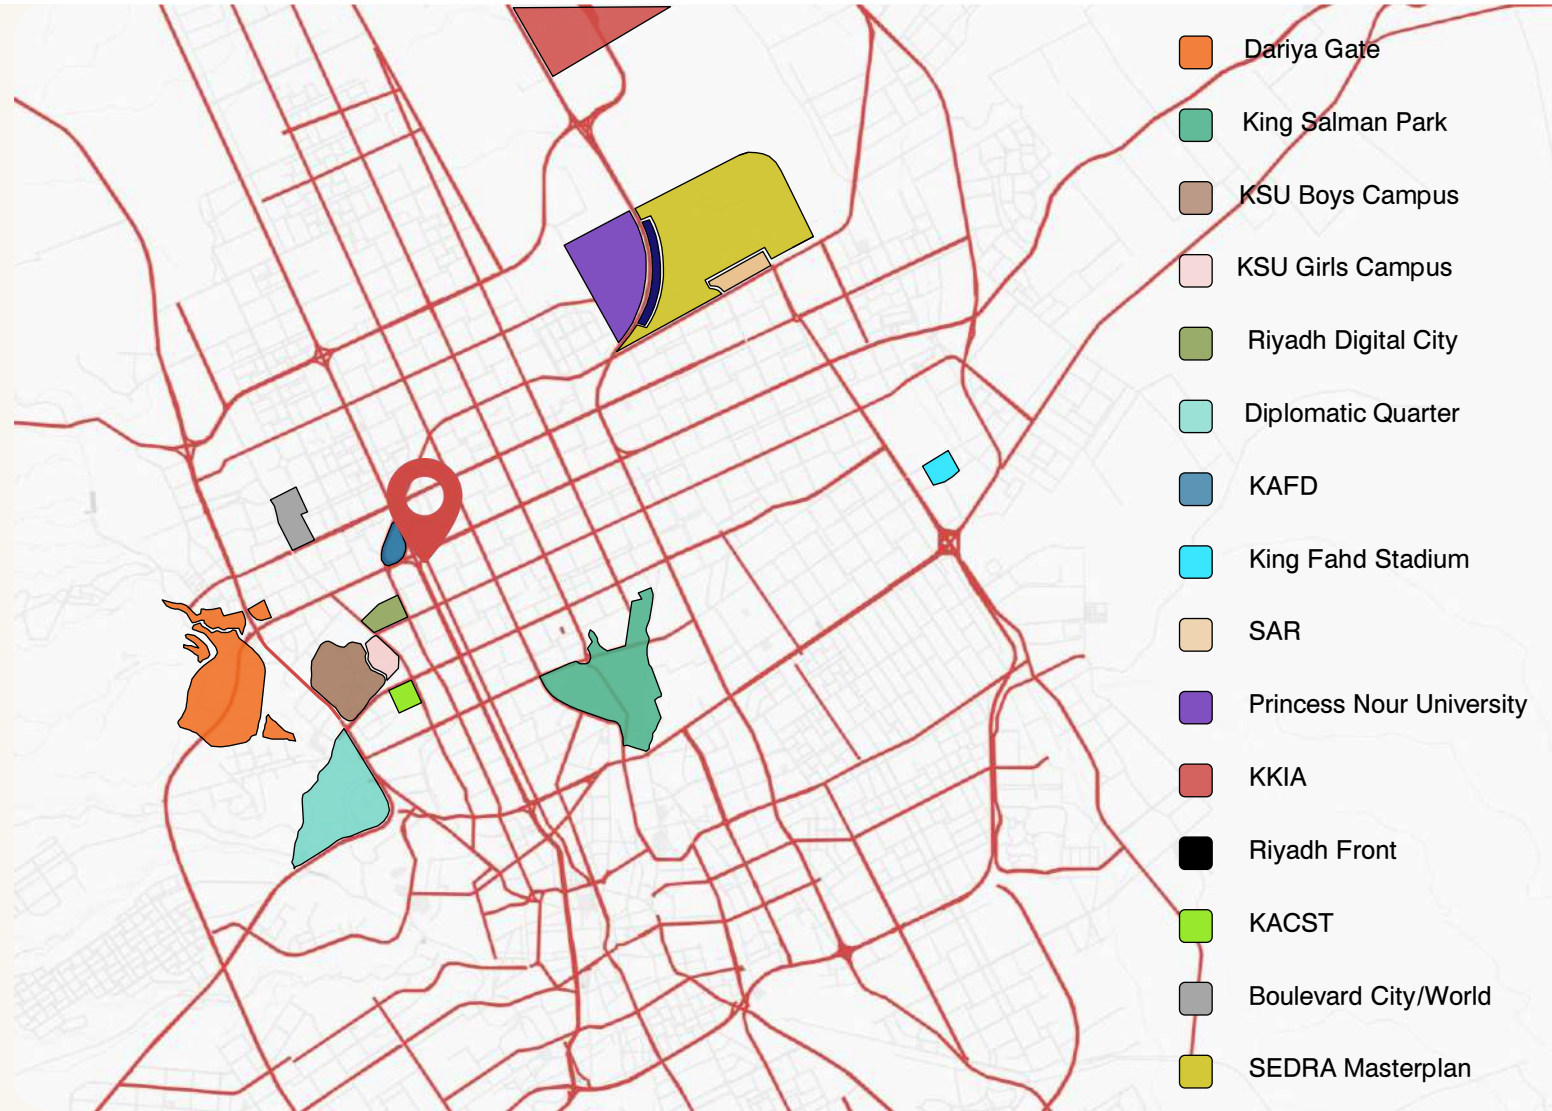 Dariya Gate
King Salman Park
KSU Boys Campus
KSU Girls Campus
Riyadh Digital City
Diplomatic Quarter
KAFD
King Fahd Stadium
SAR
Princess Nour University
KKIA
Riyadh Front
KACST
Boulevard City/World
SEDRA Masterplan